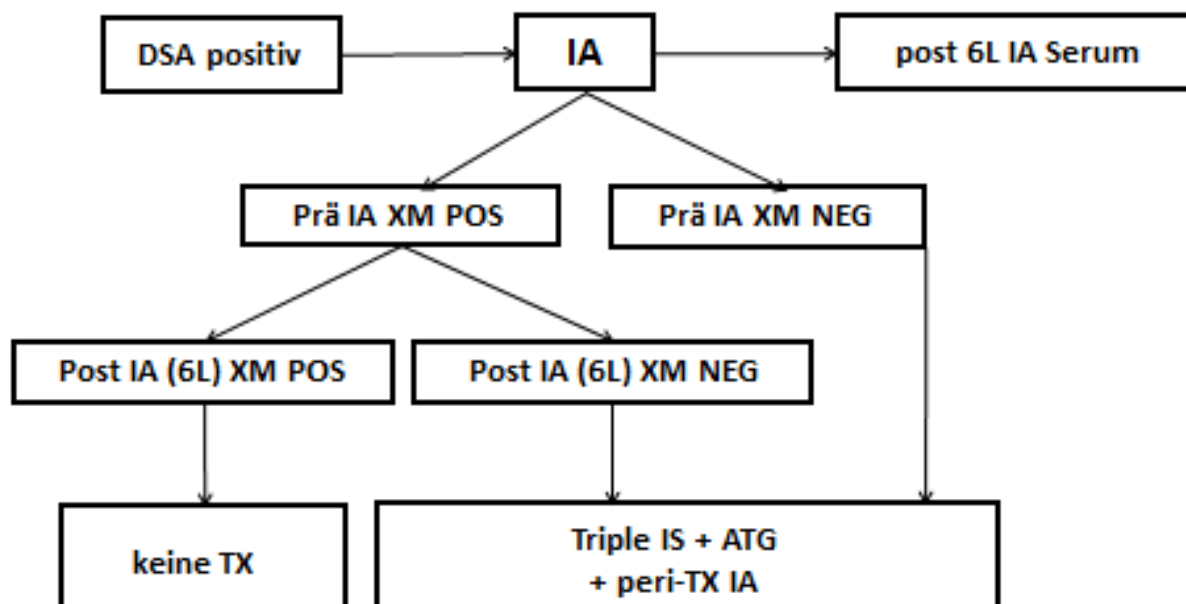 DSA positiv
IA
post 6L IA Serum
Prä IA XM POS
Prä IA XM NEG
Post IA (6L) XM POS
Post IA (6L) XM NEG
keine TX
Triple IS + ATG
+ peri-TX IA